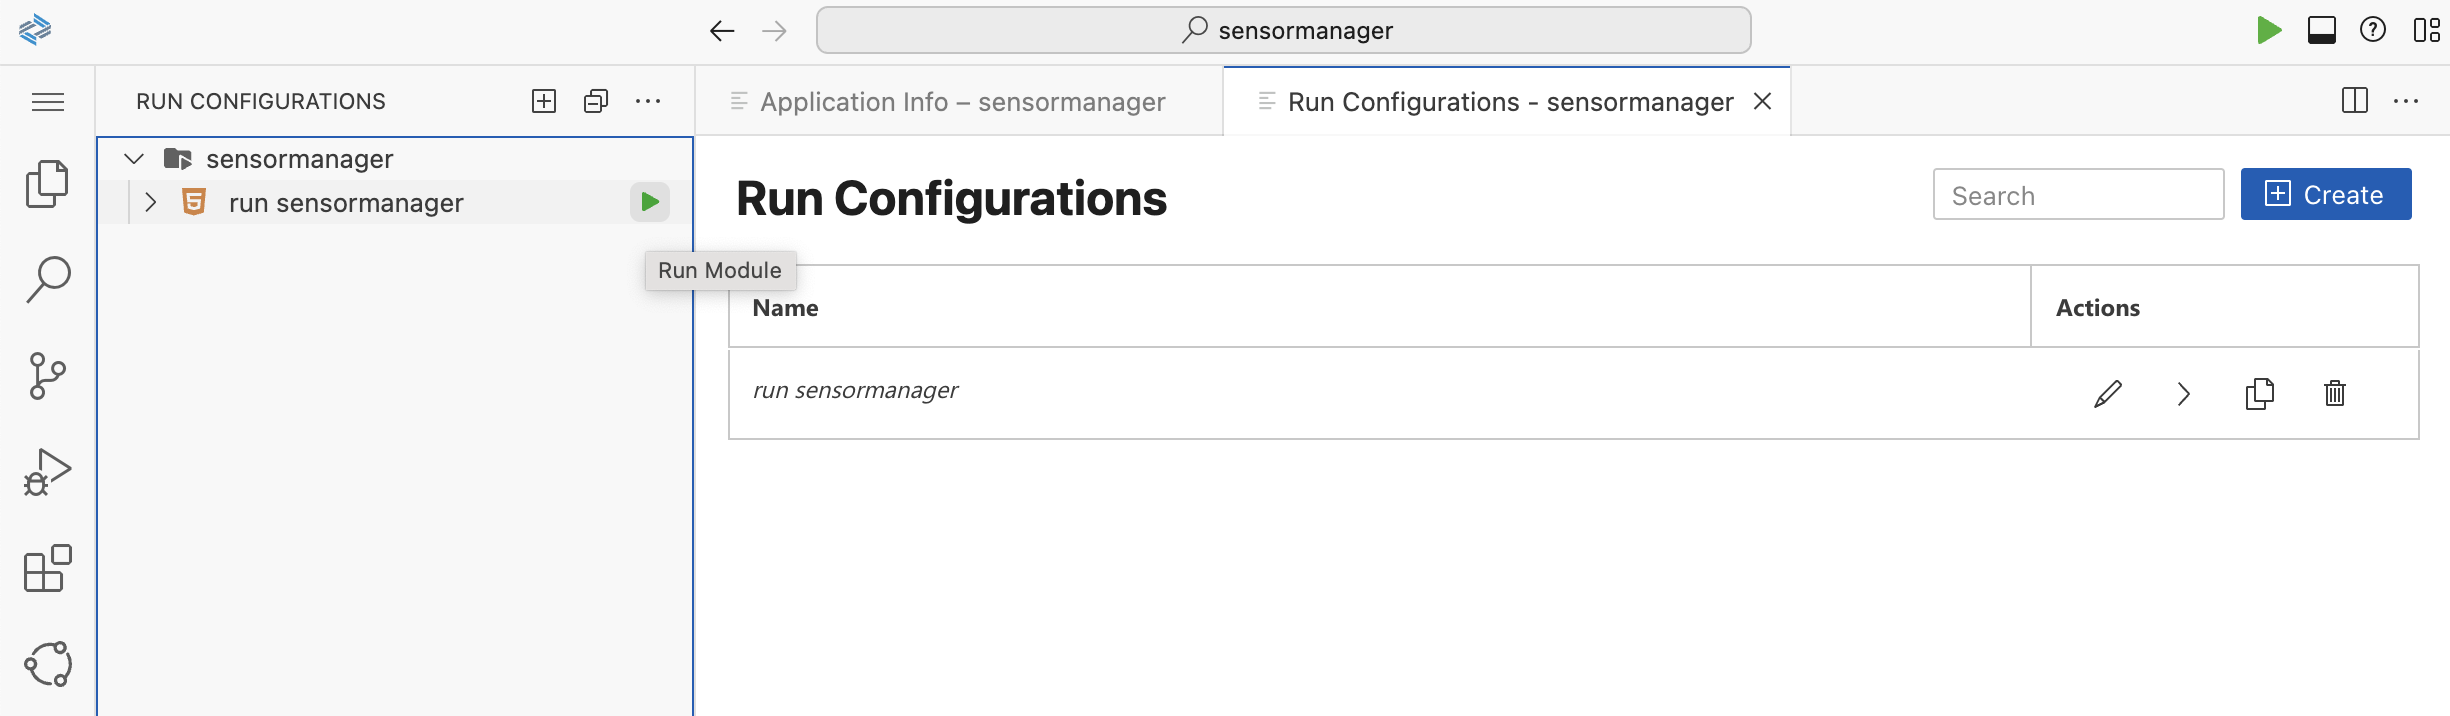 sensormanager
RUN CONFIGURATIONS
Application Info – sensormanager
Run Configurations - sensormanager
sensormanager
run sensormanager
Run Module
Run Configurations
Search
Create
Name
Actions
run sensormanager